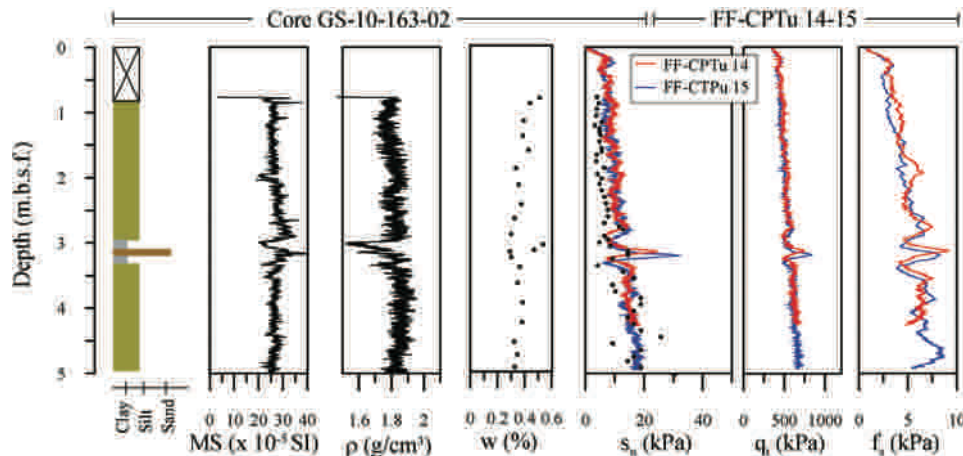 Core GS-10-163-02 FF-CPTu 14-15
FF-CPTu 14
FF-CTPu 15
Depth (m.b.s.f.)
0
1
2
3
4
5
Clay
Silt
Sand
0 10 20 30 40
MS (x 10⁻⁵ SI)
1.6 1.8 2
ρ (g/cm³)
0 0.2 0.4 0.6
w (%)
0 20 40
sᵤ (kPa)
0 500 1000
qₜ (kPa)
0 5 10
fₛ (kPa)